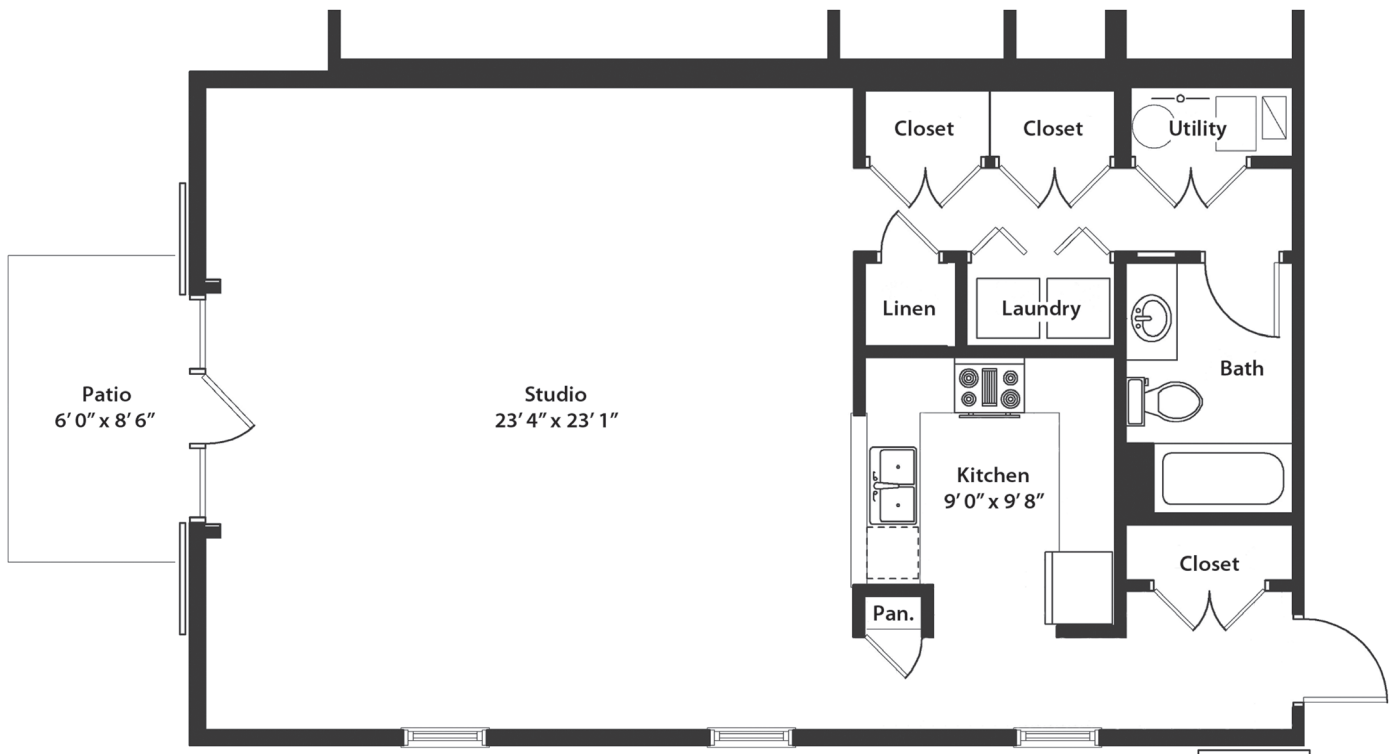 Closet
Closet
Utility
Linen
Laundry
Bath
Patio
6’ 0” x 8’ 6”
Studio
23’ 4” x 23’ 1”
Kitchen
9’ 0” x 9’ 8”
Closet
Pan.